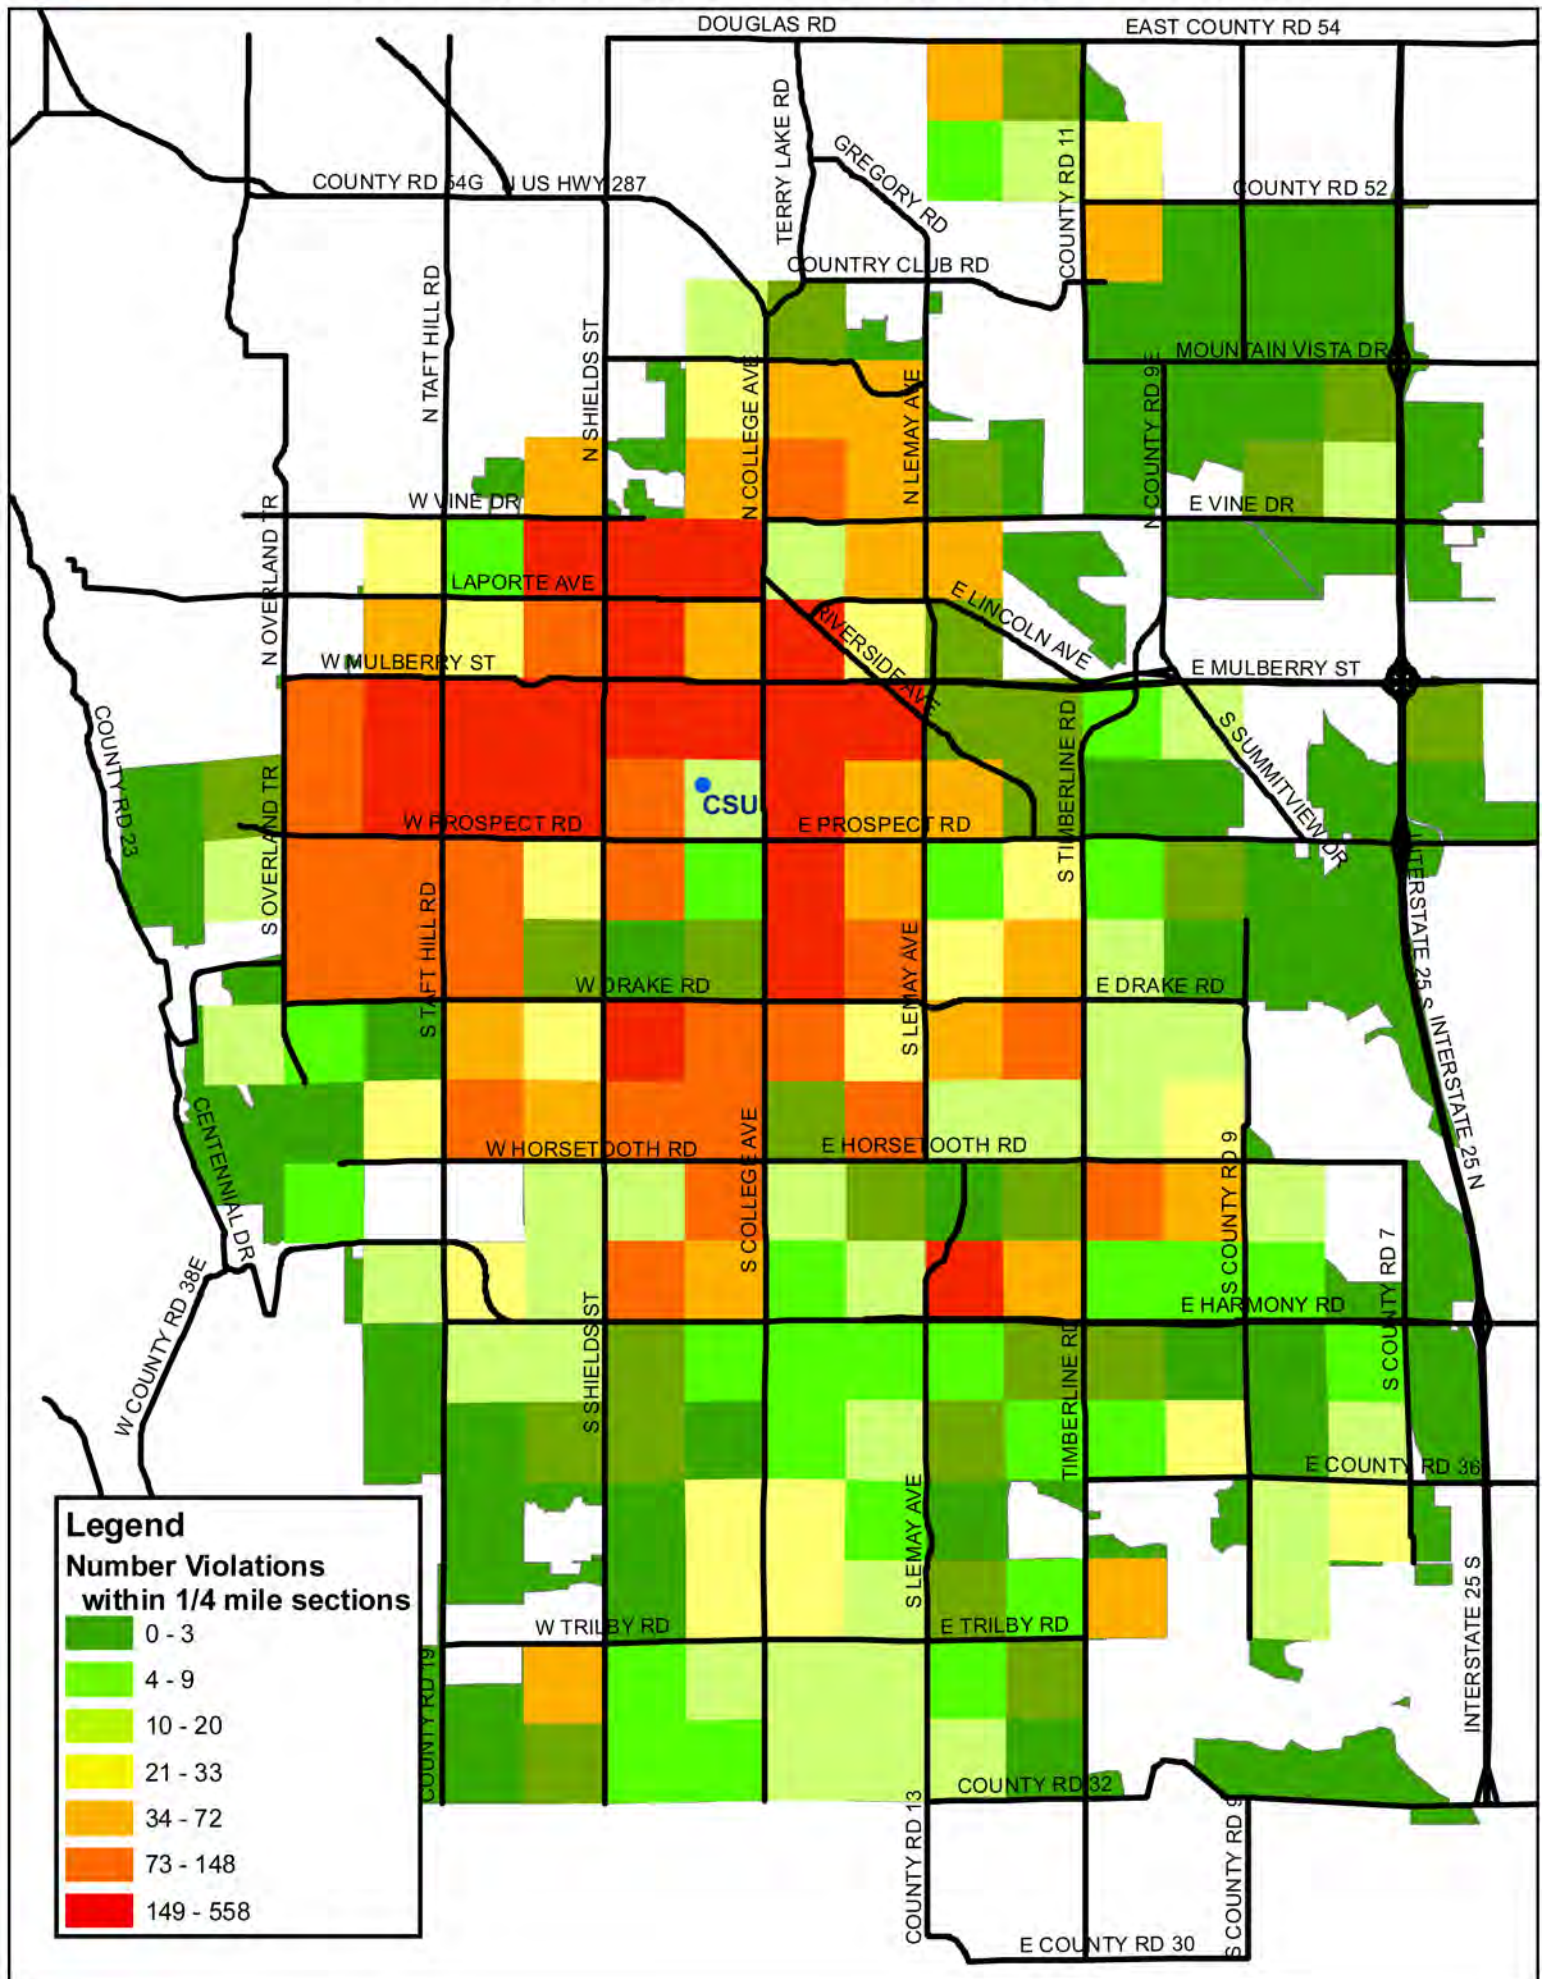 DOUGLAS RD
EAST COUNTY RD 54
TERRY LAKE RD
GREGORY RD
COUNTY RD 11
COUNTY RD 54G
N US HWY 287
COUNTY RD 52
COUNTRY CLUB RD
N TAFT HILL RD
N SHIELDS ST
MOUNTAIN VISTA DR
N COLLEGE AVE
N LEMAY AVE
N COUNTY RD 9E
W VINE DR
E VINE DR
N OVERLAND TR
LAPORTE AVE
RIVERSIDE AVE
E LINCOLN AVE
W MULBERRY ST
E MULBERRY ST
COUNTY RD 23
S OVERLAND TR
S TIMBERLINE RD
S SUMMITVIEW DR
CSU
W PROSPECT RD
E PROSPECT RD
S TAFT HILL RD
S LEMAY AVE
INTERSTATE 25 S
INTERSTATE 25 N
W DRAKE RD
E DRAKE RD
CENTENNIAL DR
S COLLEGE AVE
W HORSETOOTH RD
E HORSETOOTH RD
S COUNTY RD 9
S COUNTY RD 7
W COUNTY RD 38E
E HARMONY RD
S SHIELDS ST
TIMBERLINE RD
E COUNTY RD 36
S LEMAY AVE
INTERSTATE 25 S
W TRILBY RD
E TRILBY RD
COUNTY RD 19
COUNTY RD 32
COUNTY RD 13
S COUNTY RD 9
E COUNTY RD 30
Legend
Number Violations
within 1/4 mile sections
0 - 3
4 - 9
10 - 20
21 - 33
34 - 72
73 - 148
149 - 558